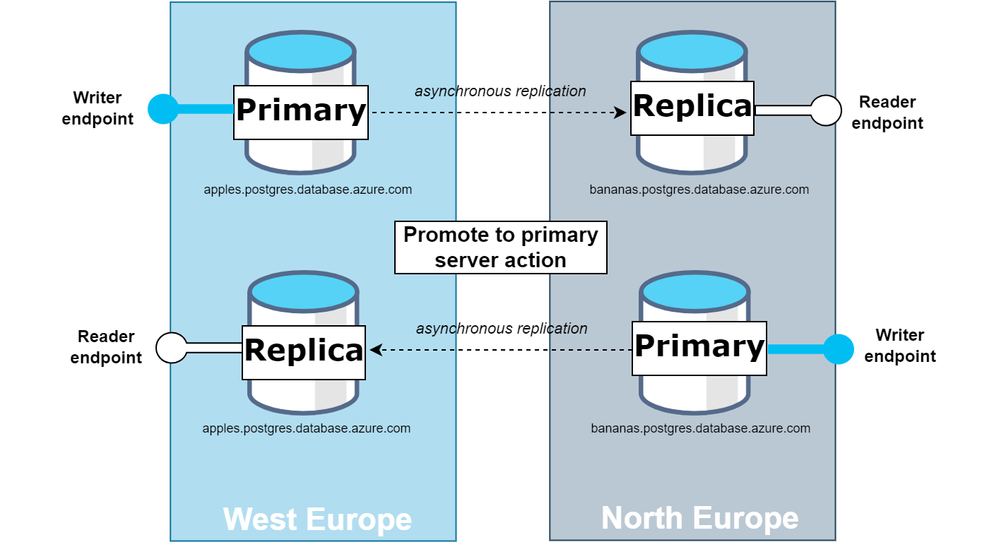 Writer
endpoint
Primary
asynchronous replication
Replica
Reader
endpoint
apples.postgres.database.azure.com
bananas.postgres.database.azure.com
Promote to primary
server action
Reader
endpoint
Replica
asynchronous replication
Primary
Writer
endpoint
apples.postgres.database.azure.com
bananas.postgres.database.azure.com
West Europe
North Europe